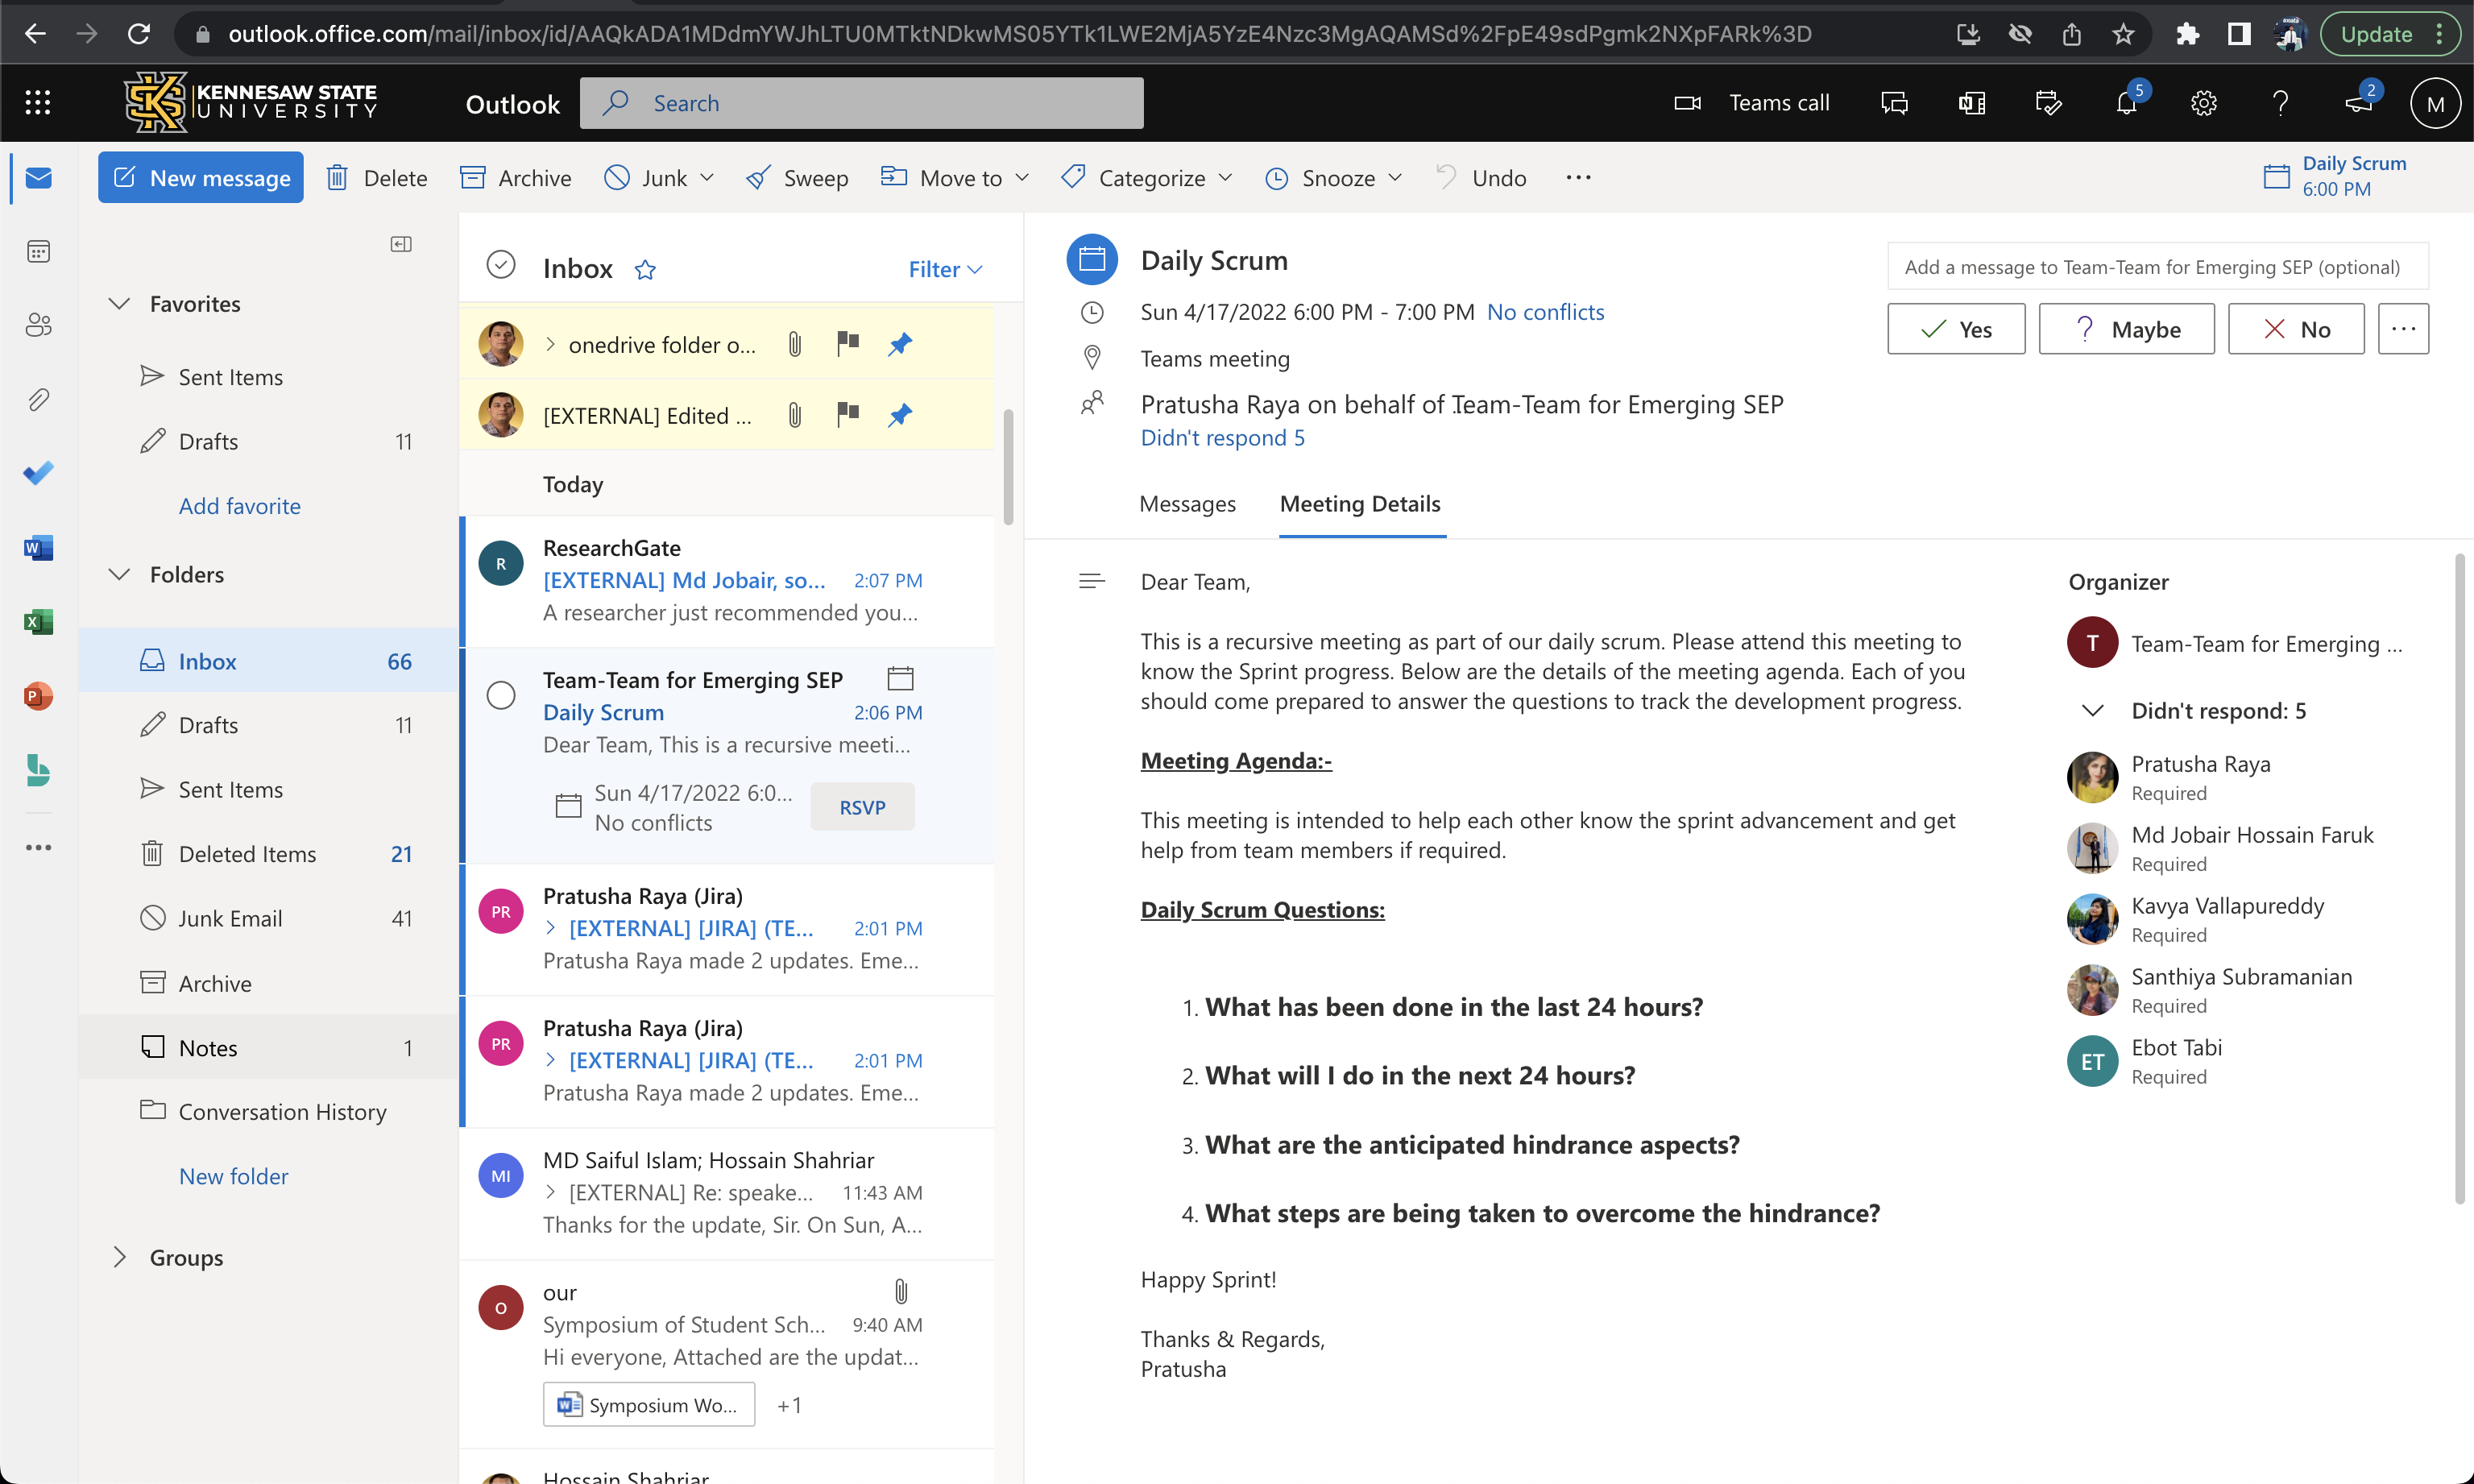 outlook.office.com/mail/inbox/id/AAQkADA1MDdmYWJhLTU0MTktNDkwMS05YTk1LWE2MjA5YzE4Nzc3MgAQAMSd%2FpE49sdPgmk2NXpFARk%3D
Update
KENNESAW STATE
UNIVERSITY
Outlook
Search
Teams call
5
2
M
New message
Delete
Archive
Junk
Sweep
Move to
Categorize
Snooze
Undo
Daily Scrum
6:00 PM
Favorites
Sent Items
Drafts 11
Add favorite
Folders
Inbox 66
Drafts 11
Sent Items
Deleted Items 21
Junk Email 41
Archive
Notes 1
Conversation History
New folder
Groups
Inbox
Filter
onedrive folder o...
[EXTERNAL] Edited ...
Today
R
ResearchGate
[EXTERNAL] Md Jobair, so... 2:07 PM
A researcher just recommended you...
Team-Team for Emerging SEP
Daily Scrum 2:06 PM
Dear Team, This is a recursive meeti...
Sun 4/17/2022 6:0...
No conflicts
RSVP
PR
Pratusha Raya (Jira)
[EXTERNAL] [JIRA] (TE... 2:01 PM
Pratusha Raya made 2 updates. Eme...
PR
Pratusha Raya (Jira)
[EXTERNAL] [JIRA] (TE... 2:01 PM
Pratusha Raya made 2 updates. Eme...
MI
MD Saiful Islam; Hossain Shahriar
[EXTERNAL] Re: speake... 11:43 AM
Thanks for the update, Sir. On Sun, A...
O
our
Symposium of Student Sch... 9:40 AM
Hi everyone, Attached are the updat...
Symposium Wo... +1
Hossain Shahriar
Daily Scrum
Sun 4/17/2022 6:00 PM - 7:00 PM No conflicts
Teams meeting
Pratusha Raya on behalf of Team-Team for Emerging SEP
Didn't respond 5
Add a message to Team-Team for Emerging SEP (optional)
Yes
Maybe
No
Messages
Meeting Details
Dear Team,
This is a recursive meeting as part of our daily scrum. Please attend this meeting to
know the Sprint progress. Below are the details of the meeting agenda. Each of you
should come prepared to answer the questions to track the development progress.
Meeting Agenda:-
This meeting is intended to help each other know the sprint advancement and get
help from team members if required.
Daily Scrum Questions:
1. What has been done in the last 24 hours?
2. What will I do in the next 24 hours?
3. What are the anticipated hindrance aspects?
4. What steps are being taken to overcome the hindrance?
Happy Sprint!
Thanks & Regards,
Pratusha
Organizer
T
Team-Team for Emerging ...
Didn't respond: 5
Pratusha Raya
Required
Md Jobair Hossain Faruk
Required
Kavya Vallapureddy
Required
Santhiya Subramanian
Required
ET
Ebot Tabi
Required